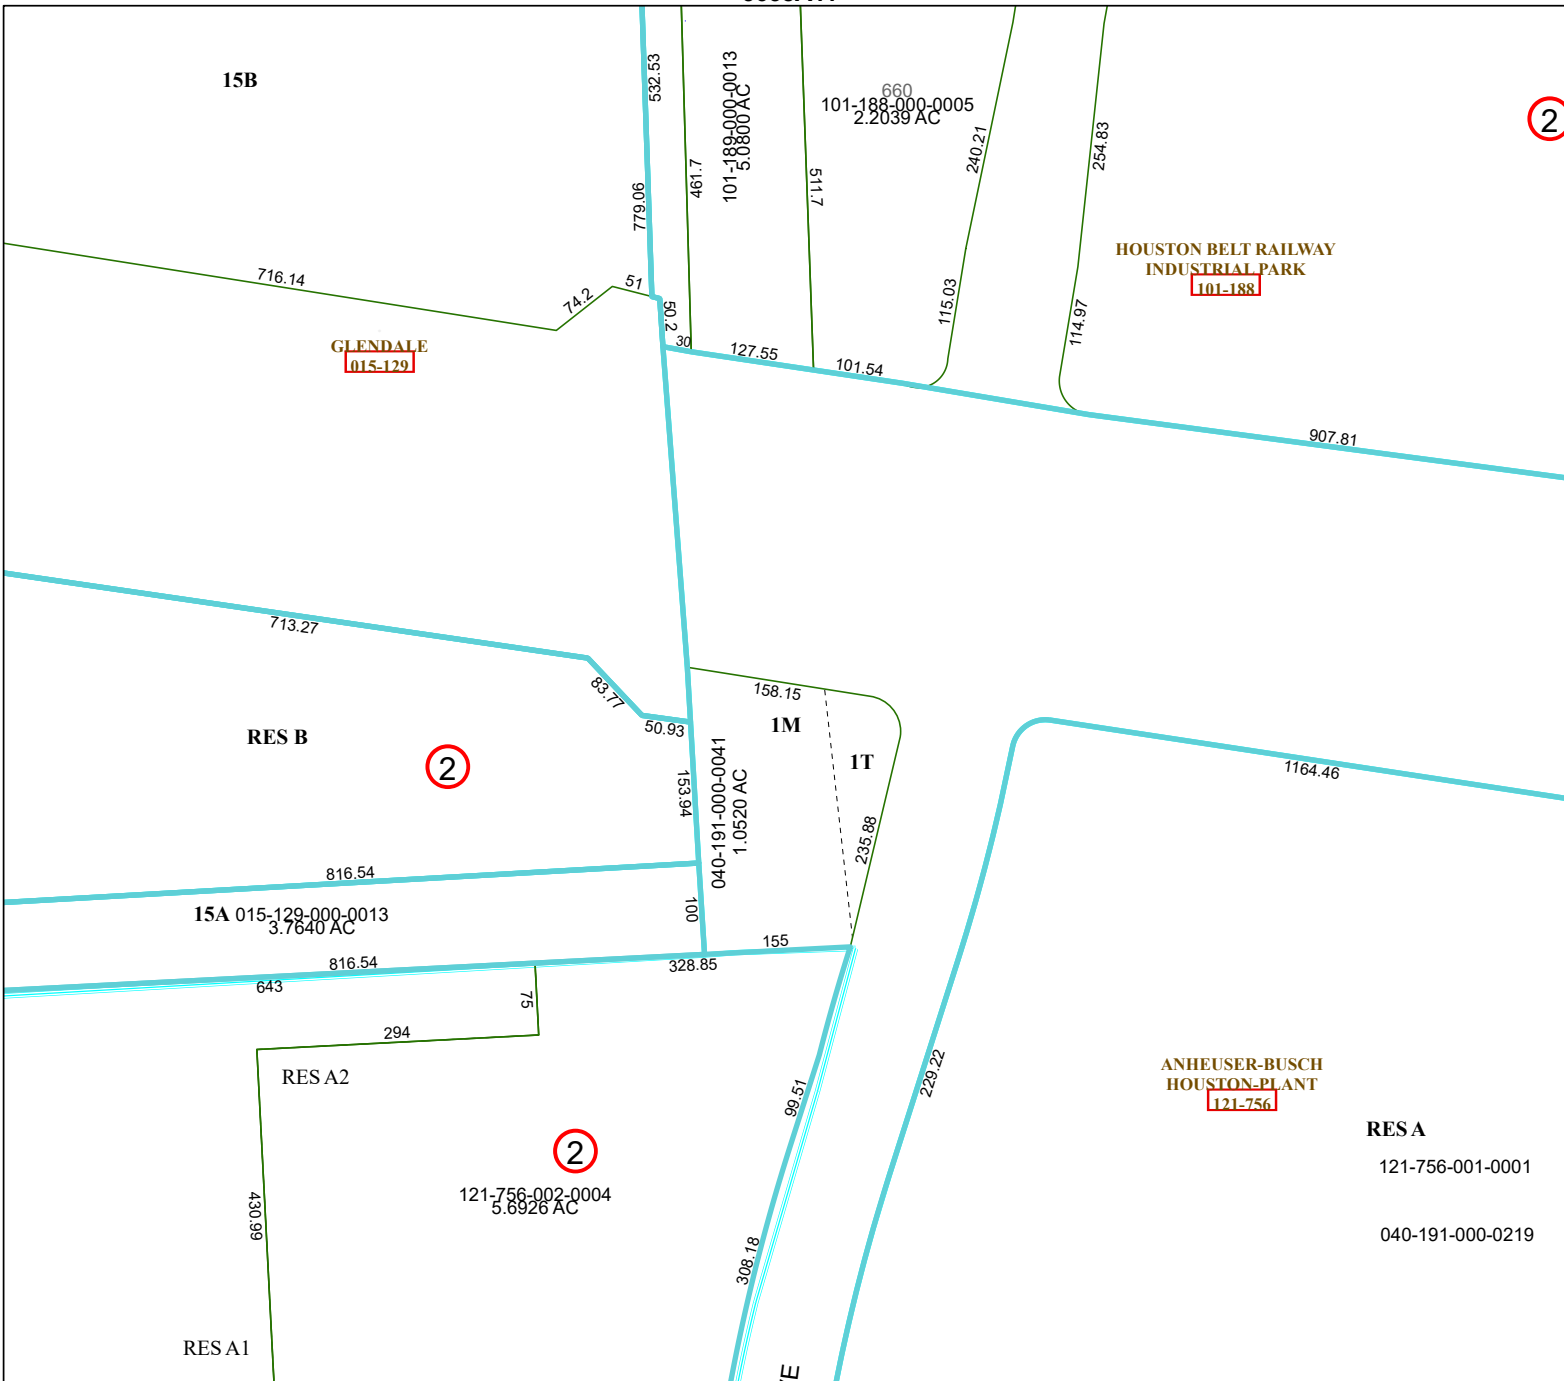 15B
532.53
779.06
461.7
101-189-000-0013
5.0800 AC
511.7
660
101-188-000-0005
2.2039 AC
240.21
254.83
2
HOUSTON BELT RAILWAY
INDUSTRIAL PARK
101-188
716.14
74.2
51
50.2
30
127.55
101.54
115.03
114.97
GLENDALE
015-129
907.81
713.27
83.77
50.93
158.15
1M
1T
RES B
2
153.94
040-191-000-0041
1.0520 AC
235.88
1164.46
816.54
15A 015-129-000-0013
3.7640 AC
100
155
816.54
328.85
643
75
294
RES A2
99.51
229.22
ANHEUSER-BUSCH
HOUSTON-PLANT
121-756
RES A
121-756-001-0001
040-191-000-0219
2
121-756-002-0004
5.6926 AC
430.99
308.18
RES A1